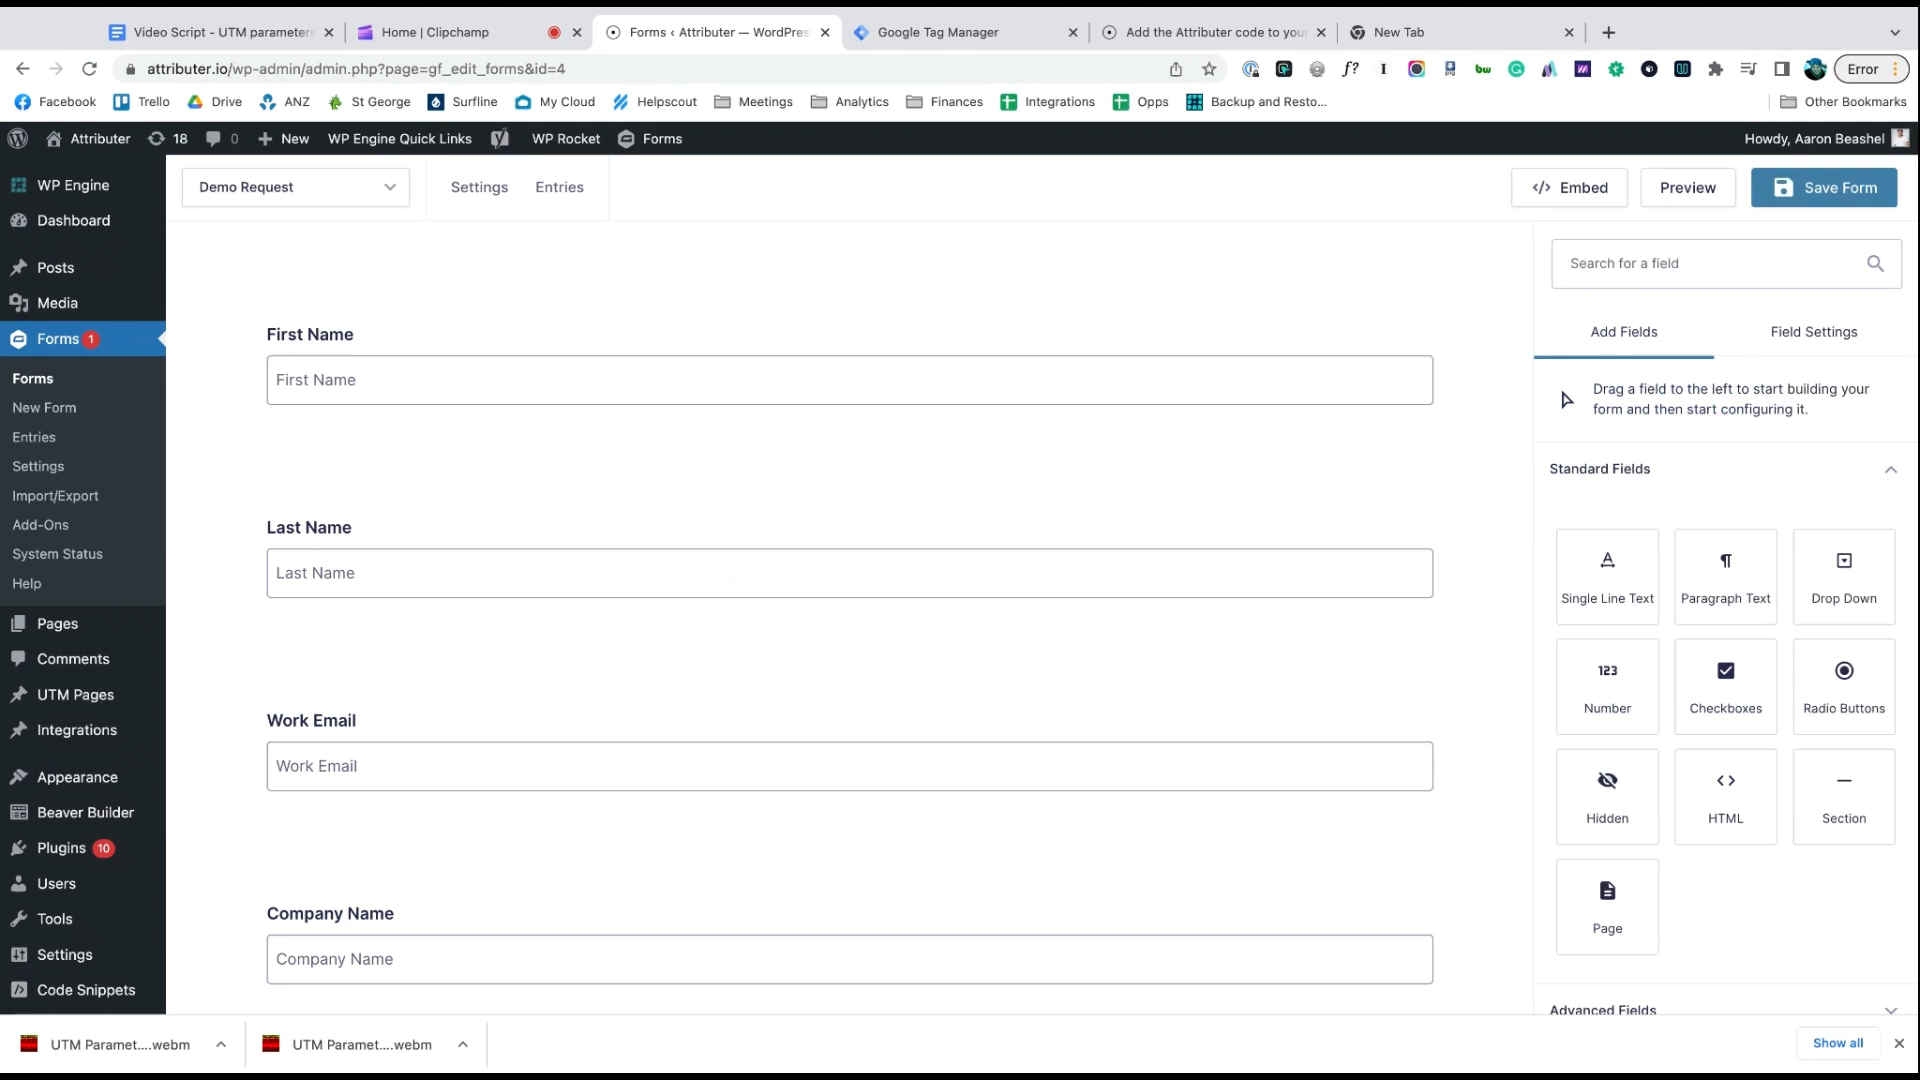 Video Script - UTM parameters
Home | Clipchamp
Forms ‹ Attributer — WordPres
Google Tag Manager
Add the Attributer code to you
New Tab
attributer.io/wp-admin/admin.php?page=gf_edit_forms&id=4
Error
Facebook
Trello
Drive
ANZ
St George
Surfline
My Cloud
Helpscout
Meetings
Analytics
Finances
Integrations
Opps
Backup and Resto...
Other Bookmarks
Attributer
18
0
New
WP Engine Quick Links
WP Rocket
Forms
Howdy, Aaron Beashel
WP Engine
Dashboard
Posts
Media
Forms 1
Forms
New Form
Entries
Settings
Import/Export
Add-Ons
System Status
Help
Pages
Comments
UTM Pages
Integrations
Appearance
Beaver Builder
Plugins 10
Users
Tools
Settings
Code Snippets
Demo Request
Settings
Entries
Embed
Preview
Save Form
First Name
First Name
Last Name
Last Name
Work Email
Work Email
Company Name
Company Name
Search for a field
Add Fields
Field Settings
Drag a field to the left to start building your
form and then start configuring it.
Standard Fields
Single Line Text
Paragraph Text
Drop Down
123
Number
Checkboxes
Radio Buttons
Hidden
HTML
Section
Page
Advanced Fields
UTM Paramet....webm
UTM Paramet....webm
Show all